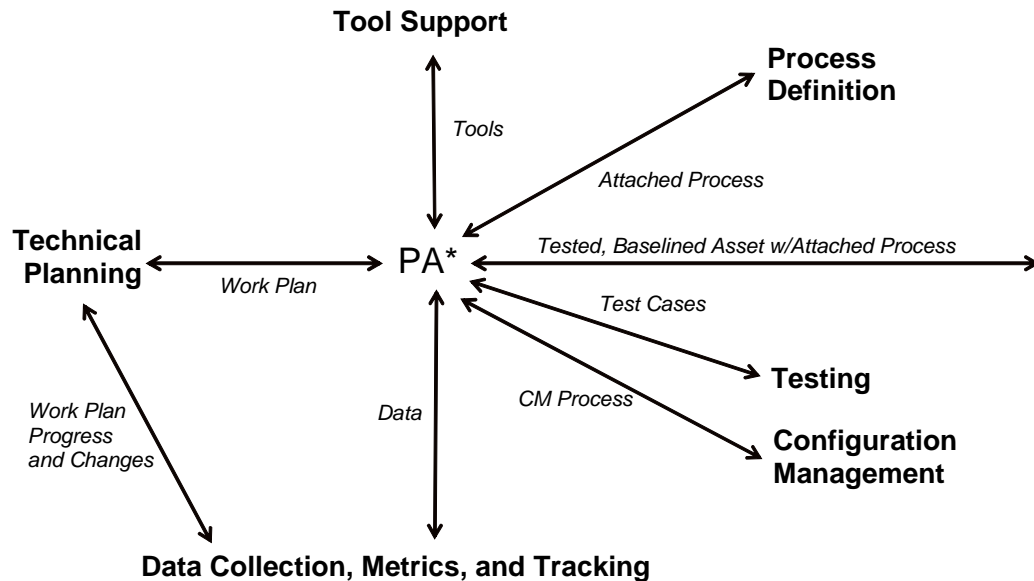 Tool Support
Process
Definition
Tools
Attached Process
Technical
Planning
PA*
Tested, Baselined Asset w/Attached Process
Work Plan
Test Cases
Testing
Work Plan
Progress
and Changes
Data
CM Process
Configuration
Management
Data Collection, Metrics, and Tracking